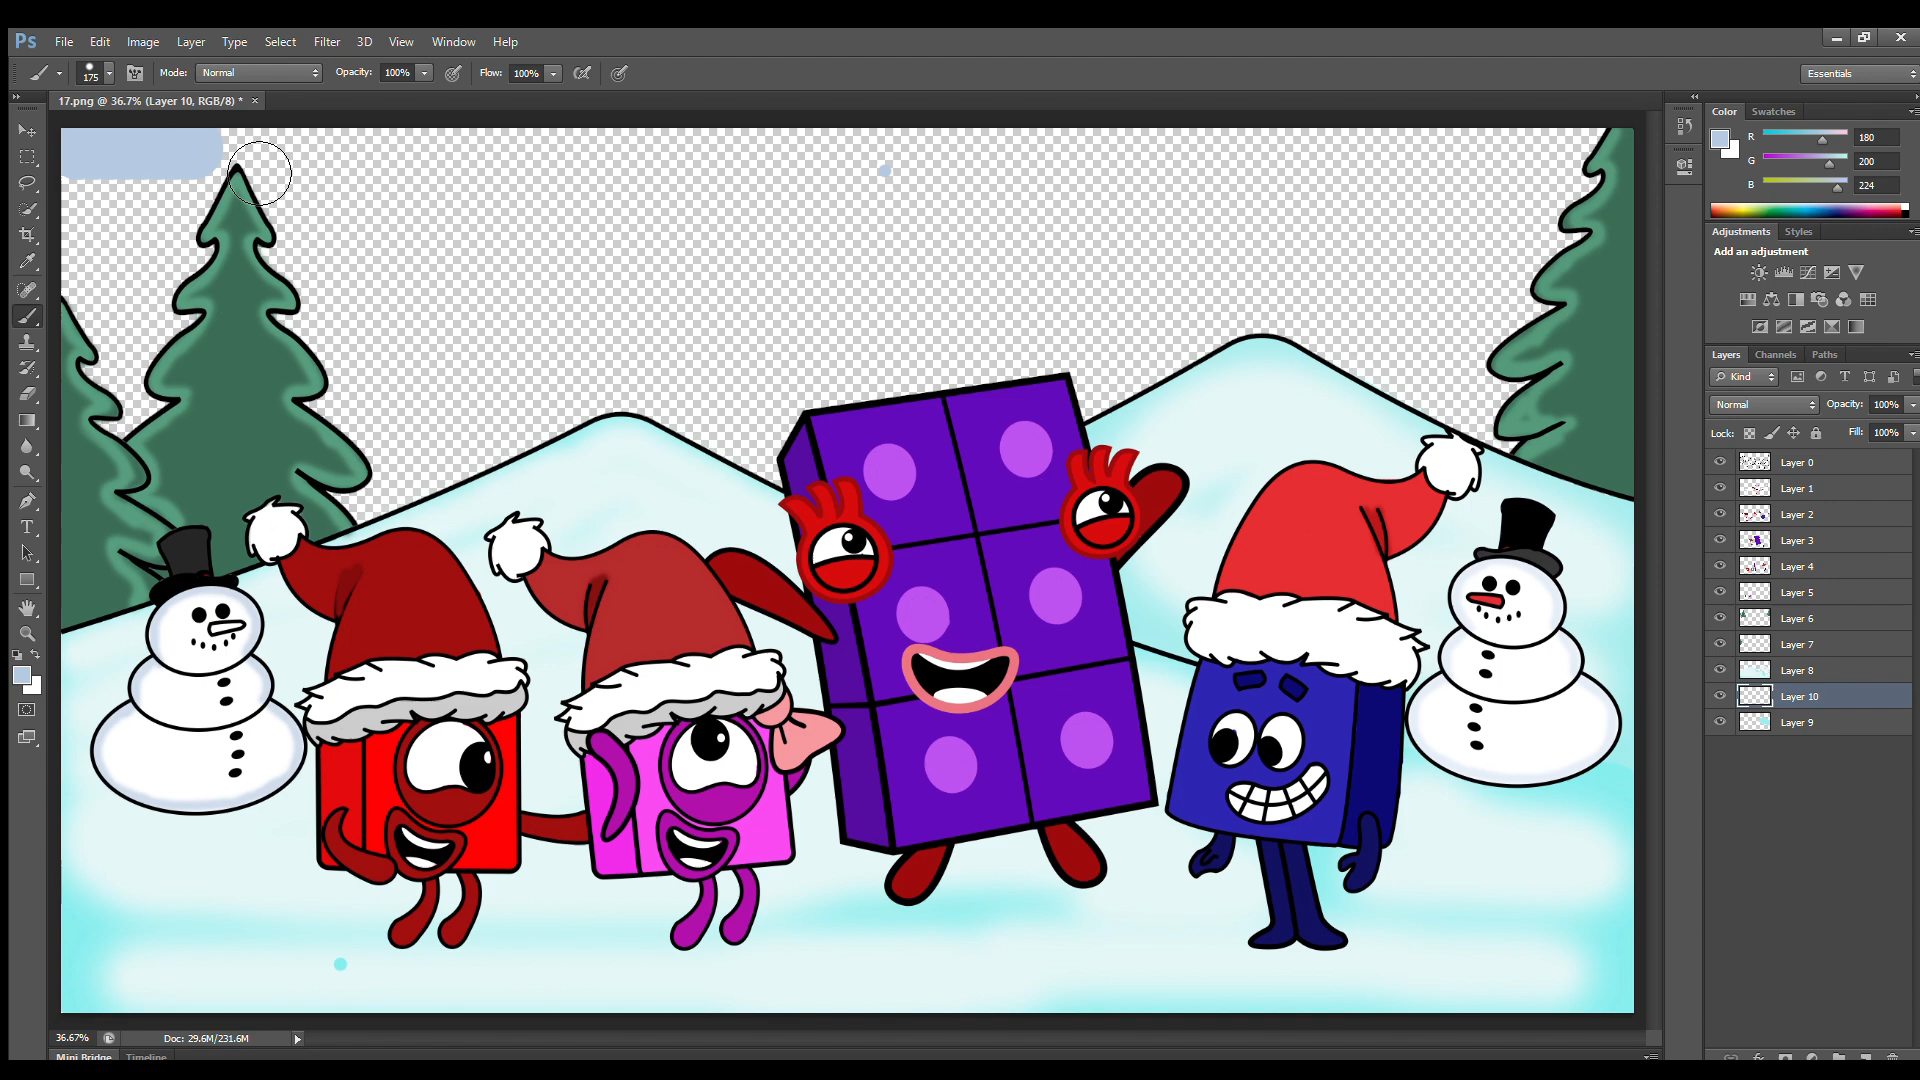 Ps File Edit Image Layer Type Select Filter 3D View Window Help
175 Mode: Normal Opacity: 100% Flow: 100% Essentials
17.png @ 36.7% (Layer 10, RGB/8) * ×
Color Swatches
R 180
G 200
B 224
Adjustments Styles
Add an adjustment
Layers Channels Paths
Kind
Normal Opacity: 100%
Lock: Fill: 100%
Layer 0
Layer 1
Layer 2
Layer 3
Layer 4
Layer 5
Layer 6
Layer 7
Layer 8
Layer 10
Layer 9
36.67% Doc: 29.6M/231.6M
Mini Bridge Timeline